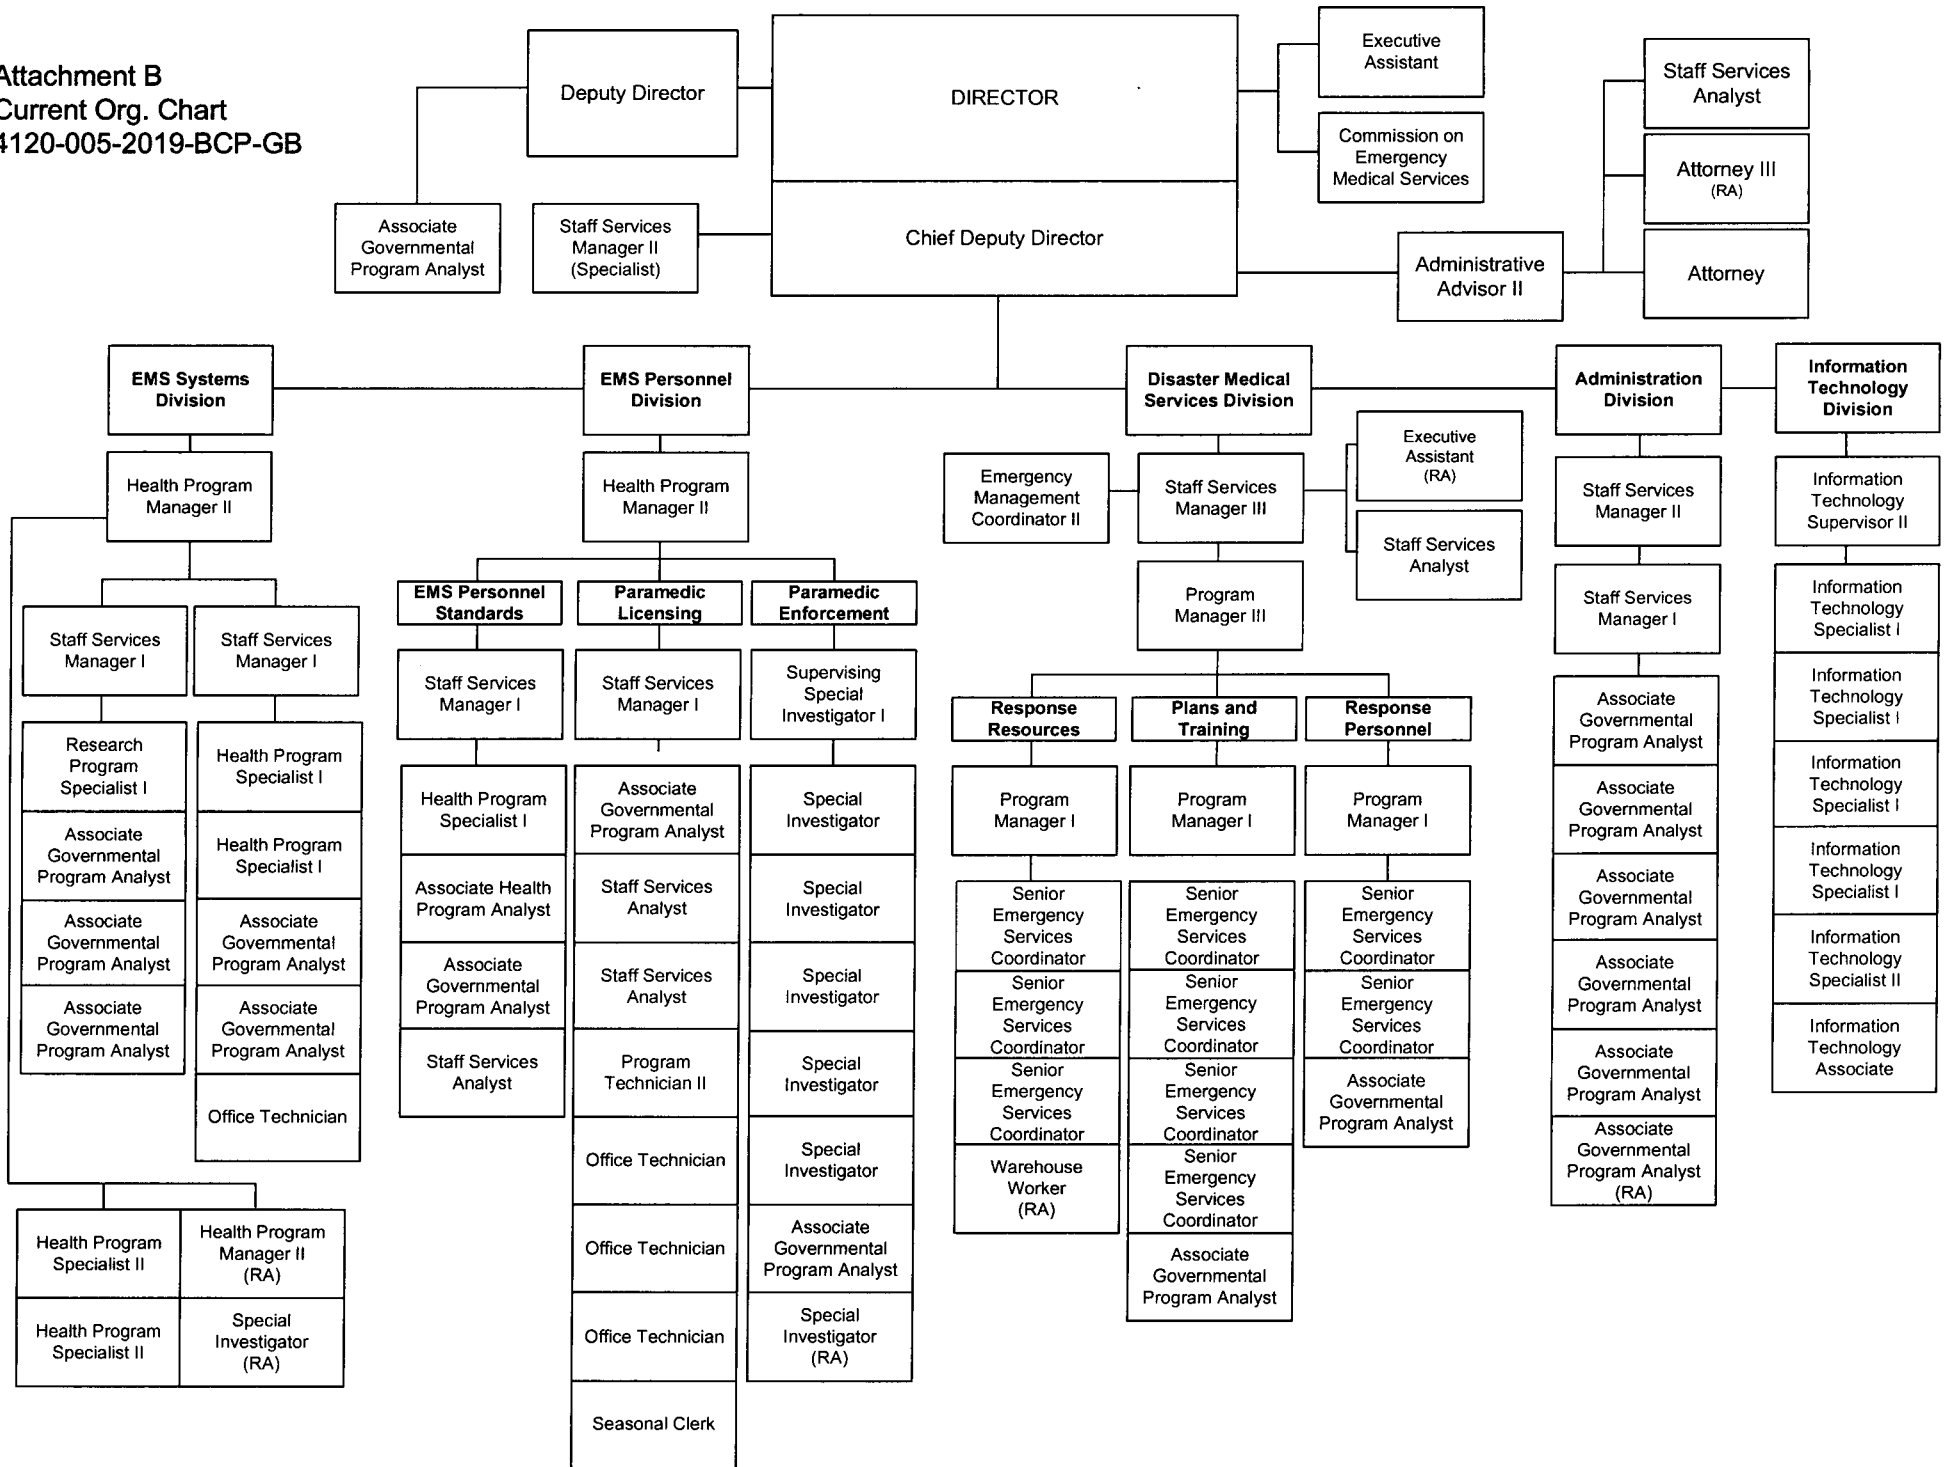 Attachment B
Current Org. Chart
4120-005-2019-BCP-GB
Deputy Director
DIRECTOR
Executive
Assistant
Commission on
Emergency
Medical Services
Staff Services
Analyst
Attorney III
(RA)
Attorney
Associate
Governmental
Program Analyst
Staff Services
Manager II
(Specialist)
Chief Deputy Director
Administrative
Advisor II
EMS Systems
Division
EMS Personnel
Division
Disaster Medical
Services Division
Administration
Division
Information
Technology
Division
Health Program
Manager II
Staff Services
Manager I
Staff Services
Manager I
Research
Program
Specialist I
Associate
Governmental
Program Analyst
Associate
Governmental
Program Analyst
Associate
Governmental
Program Analyst
Health Program
Specialist I
Health Program
Specialist I
Associate
Governmental
Program Analyst
Associate
Governmental
Program Analyst
Office Technician
Health Program
Specialist II
Health Program
Manager II
(RA)
Health Program
Specialist II
Special
Investigator
(RA)
Health Program
Manager II
EMS Personnel
Standards
Paramedic
Licensing
Paramedic
Enforcement
Staff Services
Manager I
Health Program
Specialist I
Associate Health
Program Analyst
Associate
Governmental
Program Analyst
Staff Services
Analyst
Staff Services
Manager I
Associate
Governmental
Program Analyst
Staff Services
Analyst
Staff Services
Analyst
Program
Technician II
Office Technician
Office Technician
Office Technician
Seasonal Clerk
Supervising
Special
Investigator I
Special
Investigator
Special
Investigator
Special
Investigator
Special
Investigator
Special
Investigator
Associate
Governmental
Program Analyst
Special
Investigator
(RA)
Emergency
Management
Coordinator II
Staff Services
Manager III
Executive
Assistant
(RA)
Staff Services
Analyst
Program
Manager III
Response
Resources
Plans and
Training
Response
Personnel
Program
Manager I
Senior
Emergency
Services
Coordinator
Senior
Emergency
Services
Coordinator
Senior
Emergency
Services
Coordinator
Warehouse
Worker
(RA)
Program
Manager I
Senior
Emergency
Services
Coordinator
Senior
Emergency
Services
Coordinator
Senior
Emergency
Services
Coordinator
Senior
Emergency
Services
Coordinator
Associate
Governmental
Program Analyst
Program
Manager I
Senior
Emergency
Services
Coordinator
Senior
Emergency
Services
Coordinator
Associate
Governmental
Program Analyst
Staff Services
Manager II
Staff Services
Manager I
Associate
Governmental
Program Analyst
Associate
Governmental
Program Analyst
Associate
Governmental
Program Analyst
Associate
Governmental
Program Analyst
Associate
Governmental
Program Analyst
Associate
Governmental
Program Analyst
(RA)
Information
Technology
Supervisor II
Information
Technology
Specialist I
Information
Technology
Specialist I
Information
Technology
Specialist I
Information
Technology
Specialist I
Information
Technology
Specialist II
Information
Technology
Associate